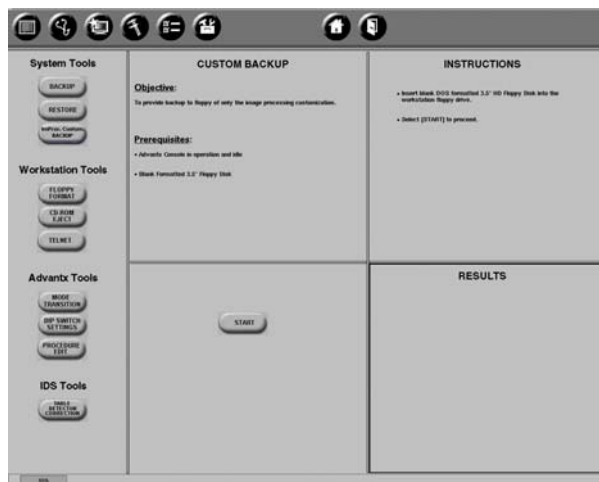 System Tools
BACKUP
RESTORE
ImProc. Custom.
BACKUP
Workstation Tools
FLOPPY
FORMAT
CD ROM
EJECT
TELNET
Advantx Tools
MODE
TRANSITION
DIP SWITCH
SETTINGS
PROCEDURE
EDIT
IDS Tools
TABLE
DETECTOR
CORRECTION
CUSTOM BACKUP
Objective:
To provide backup to floppy of only the image processing customization.
Prerequisites:
• Advantx Console is operation and idle
• Blank Formatted 3.5" Floppy Disk
INSTRUCTIONS
• Insert blank DOS formatted 3.5" HD Floppy Disk into the
workstation floppy drive.
• Select [START] to proceed.
START
RESULTS